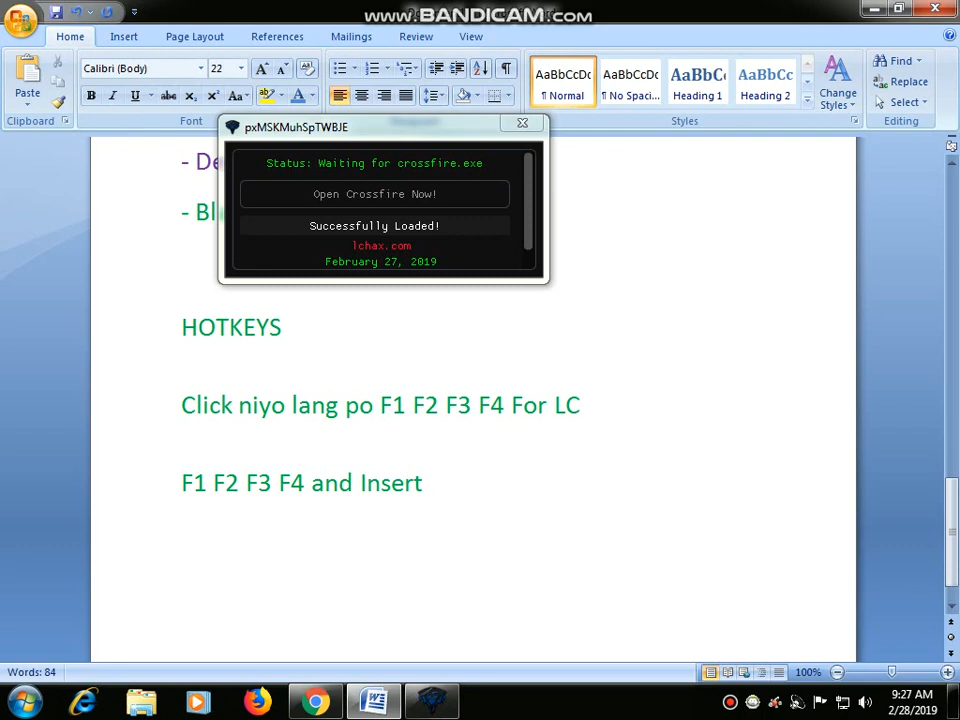 www.BANDICAM.com
Home
Insert
Page Layout
References
Mailings
Review
View
Paste
Clipboard
Calibri (Body)
22
Font
AaBbCcDc
¶ Normal
AaBbCcDc
¶ No Spaci...
AaBbC
Heading 1
AaBbCc
Heading 2
Change
Styles
Styles
Find
Replace
Select
Editing
pxMSKMuhSpTWBJE
Status: Waiting for crossfire.exe
Open Crossfire Now!
Successfully Loaded!
lchax.com
February 27, 2019
- De
- Bl
HOTKEYS
Click niyo lang po F1 F2 F3 F4 For LC
F1 F2 F3 F4 and Insert
Words: 84
100%
9:27 AM
2/28/2019